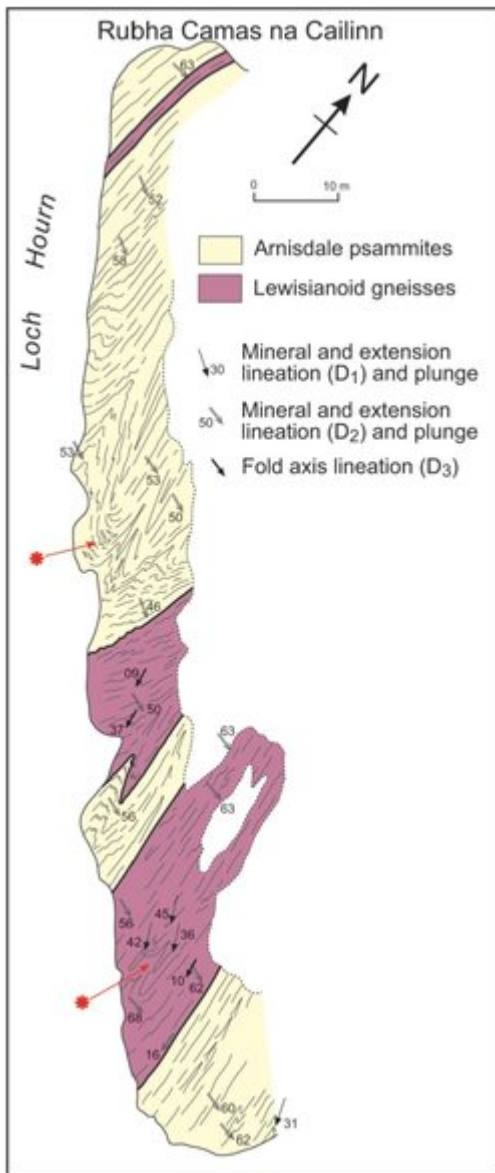 Rubha Camas na Cailinn
63
N
0 10 m
52
58
Loch Hourn
Arnisdale psammites
Lewisianoid gneisses
30 Mineral and extension
lineation (D1) and plunge
50 Mineral and extension
lineation (D2) and plunge
Fold axis lineation (D3)
53
53
50
46
09
50
37
63
63
56
56
45
42
36
10
62
68
16
60
62
31